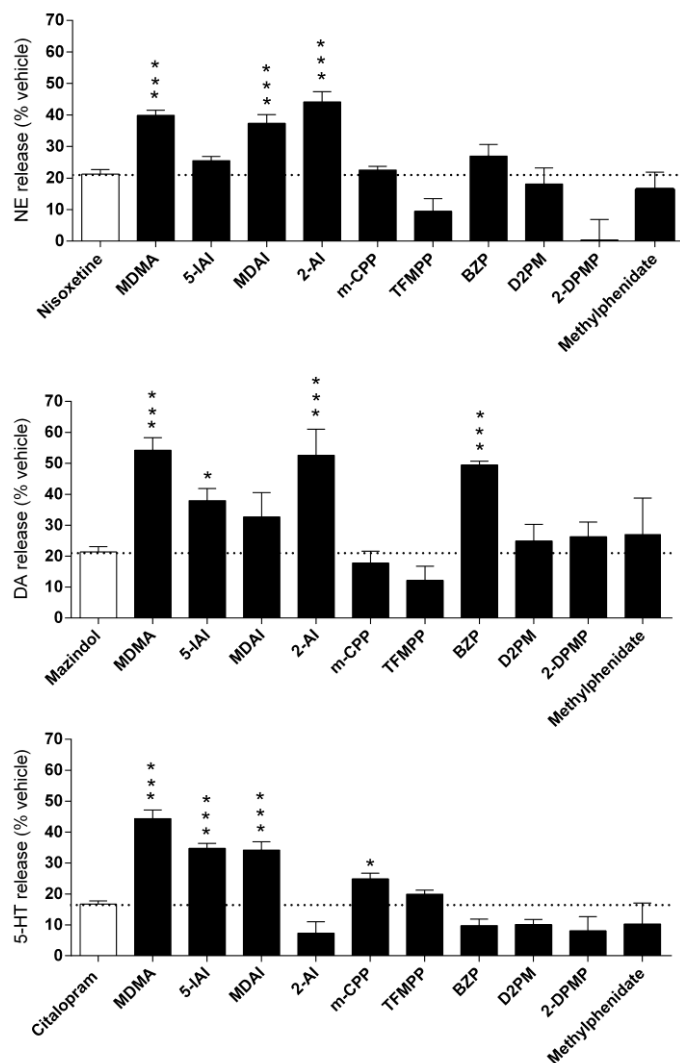 NE release (% vehicle)
70
60
50
40
30
20
10
0
***
***
***
Nisoxetine
MDMA
5-IAI
MDAI
2-AI
m-CPP
TFMPP
BZP
D2PM
2-DPMP
Methylphenidate
DA release (% vehicle)
70
60
50
40
30
20
10
0
***
*
***
***
Mazindol
MDMA
5-IAI
MDAI
2-AI
m-CPP
TFMPP
BZP
D2PM
2-DPMP
Methylphenidate
5-HT release (% vehicle)
70
60
50
40
30
20
10
0
***
***
***
*
Citalopram
MDMA
5-IAI
MDAI
2-AI
m-CPP
TFMPP
BZP
D2PM
2-DPMP
Methylphenidate